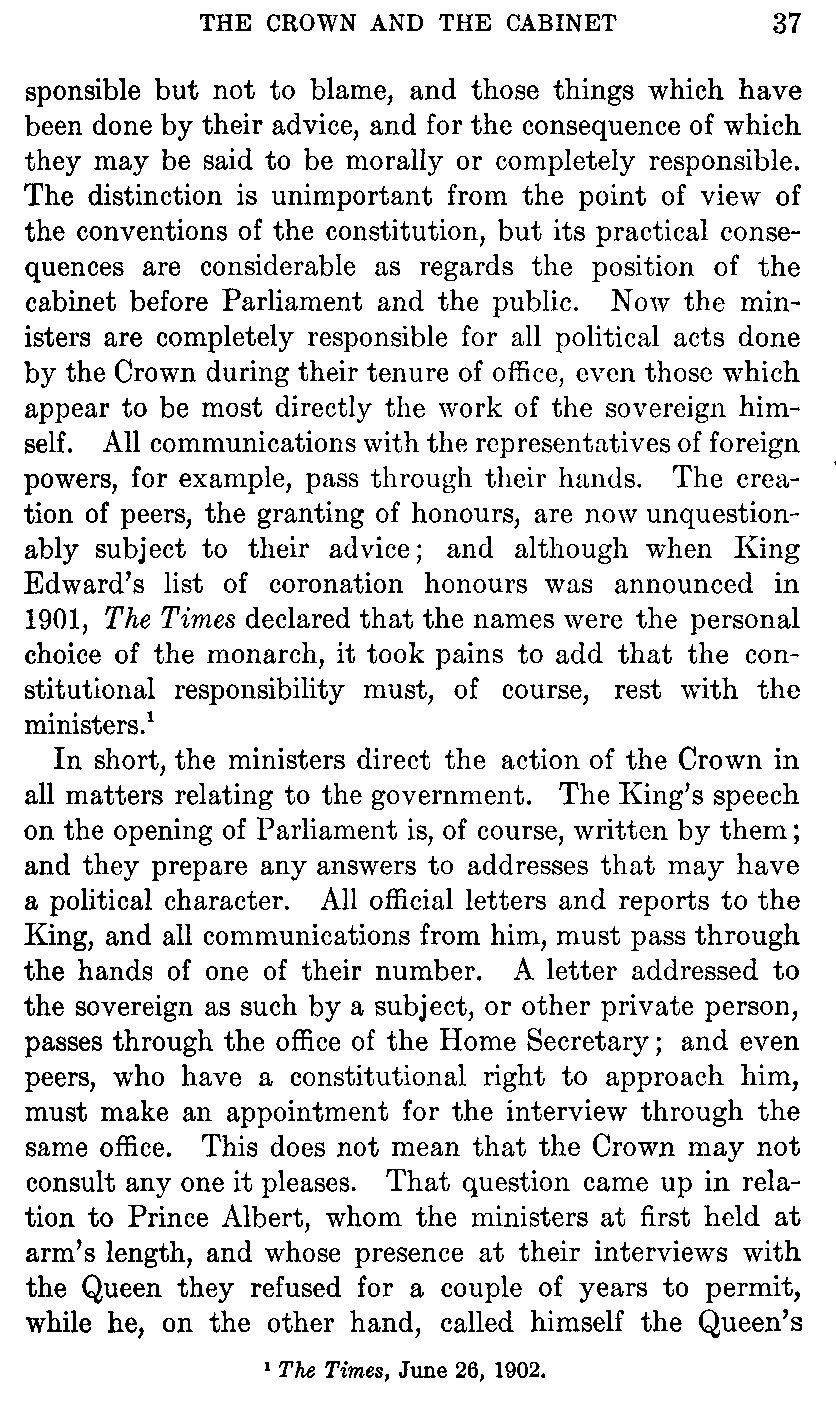 THE CROWN AND THE CABINET 37
sponsible but not to blame, and those things which have
been done by their advice, and for the consequence of which
they may be said to be morally or completely responsible.
The distinction is unimportant from the point of view of
the conventions of the constitution, but its practical conse-
quences are considerable as regards the position of the
cabinet before Parliament and the public. Now the min-
isters are completely responsible for all political acts done
by the Crown during their tenure of office, even those which
appear to be most directly the work of the sovereign him-
self. All communications with the representatives of foreign
powers, for example, pass through their hands. The crea-
tion of peers, the granting of honours, are now unquestion-
ably subject to their advice; and although when King
Edward's list of coronation honours was announced in
1901, The Times declared that the names were the personal
choice of the monarch, it took pains to add that the con-
stitutional responsibility must, of course, rest with the
ministers.¹
In short, the ministers direct the action of the Crown in
all matters relating to the government. The King's speech
on the opening of Parliament is, of course, written by them;
and they prepare any answers to addresses that may have
a political character. All official letters and reports to the
King, and all communications from him, must pass through
the hands of one of their number. A letter addressed to
the sovereign as such by a subject, or other private person,
passes through the office of the Home Secretary; and even
peers, who have a constitutional right to approach him,
must make an appointment for the interview through the
same office. This does not mean that the Crown may not
consult any one it pleases. That question came up in rela-
tion to Prince Albert, whom the ministers at first held at
arm's length, and whose presence at their interviews with
the Queen they refused for a couple of years to permit,
while he, on the other hand, called himself the Queen's
¹ The Times, June 26, 1902.